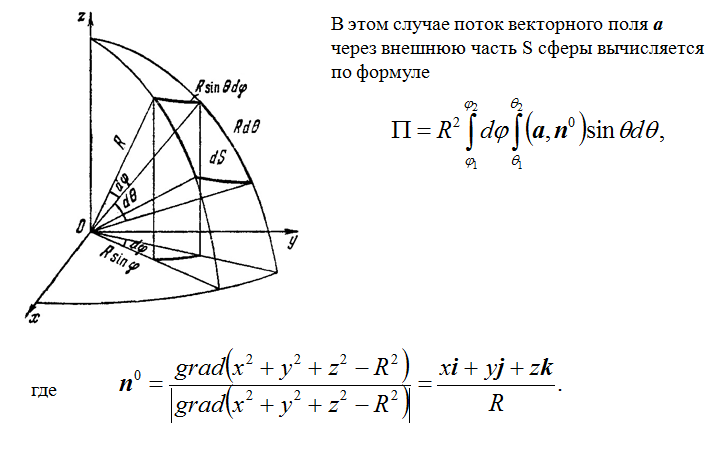 z
В этом случае поток векторного поля a
через внешнюю часть S сферы вычисляется
по формуле
R sin θ dφ
R dθ
R
dS
dφ
dθ
O
dφ
R sin φ
y
x
П = R² ∫_{φ₁}^{φ₂} dφ ∫_{θ₁}^{θ₂} (a, n⁰) sin θdθ,
где n⁰ = grad(x² + y² + z² − R²) / |grad(x² + y² + z² − R²)| = (xi + yj + zk) / R .